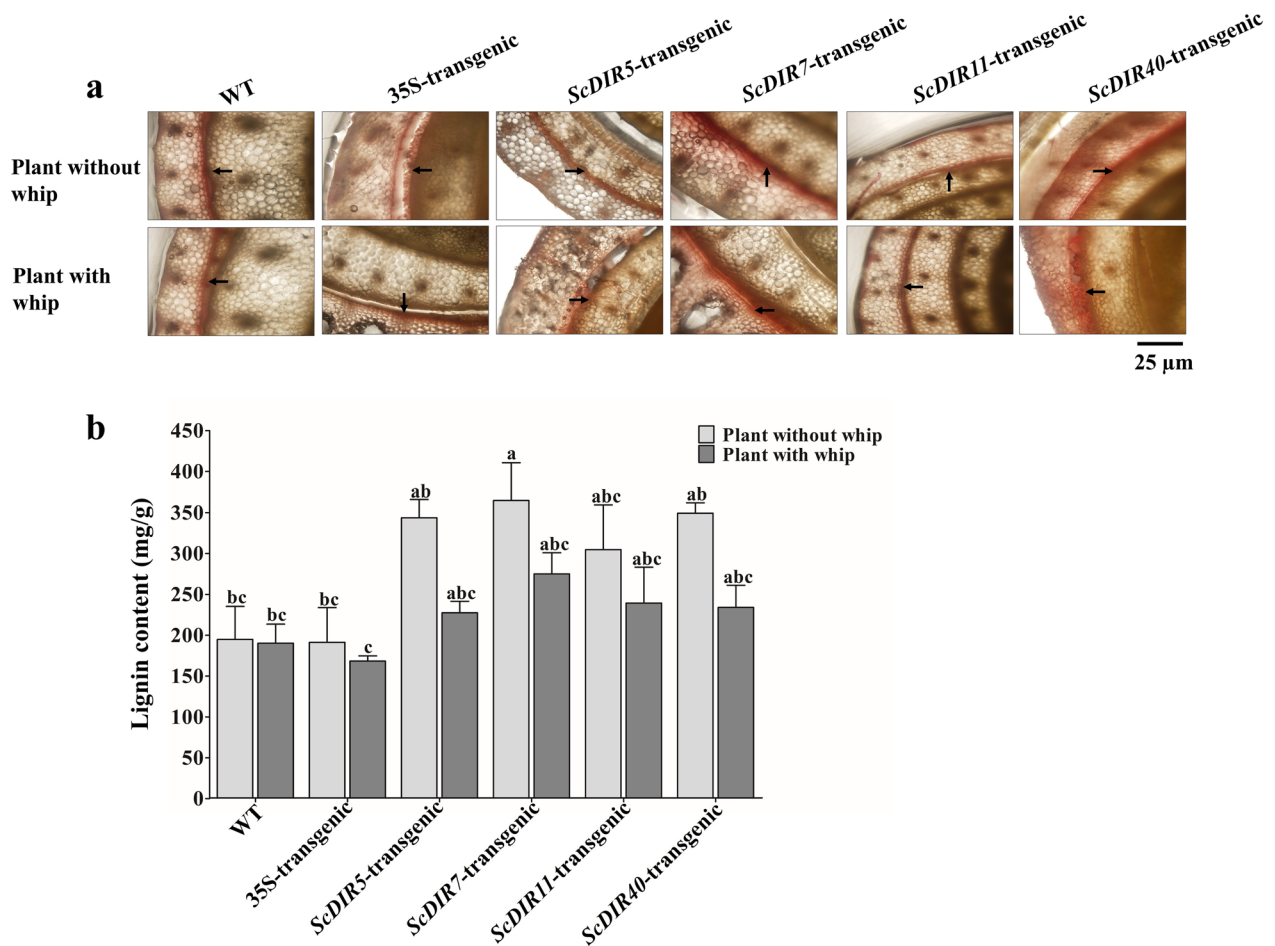 a
WT
35S-transgenic
ScDIR5-transgenic
ScDIR7-transgenic
ScDIR11-transgenic
ScDIR40-transgenic
Plant without
whip
Plant with
whip
25 μm
b
Plant without whip
Plant with whip
Lignin content (mg/g)
450
400
350
300
250
200
150
100
50
0
bc
bc
bc
c
ab
abc
a
abc
abc
abc
ab
abc
WT
35S-transgenic
ScDIR5-transgenic
ScDIR7-transgenic
ScDIR11-transgenic
ScDIR40-transgenic